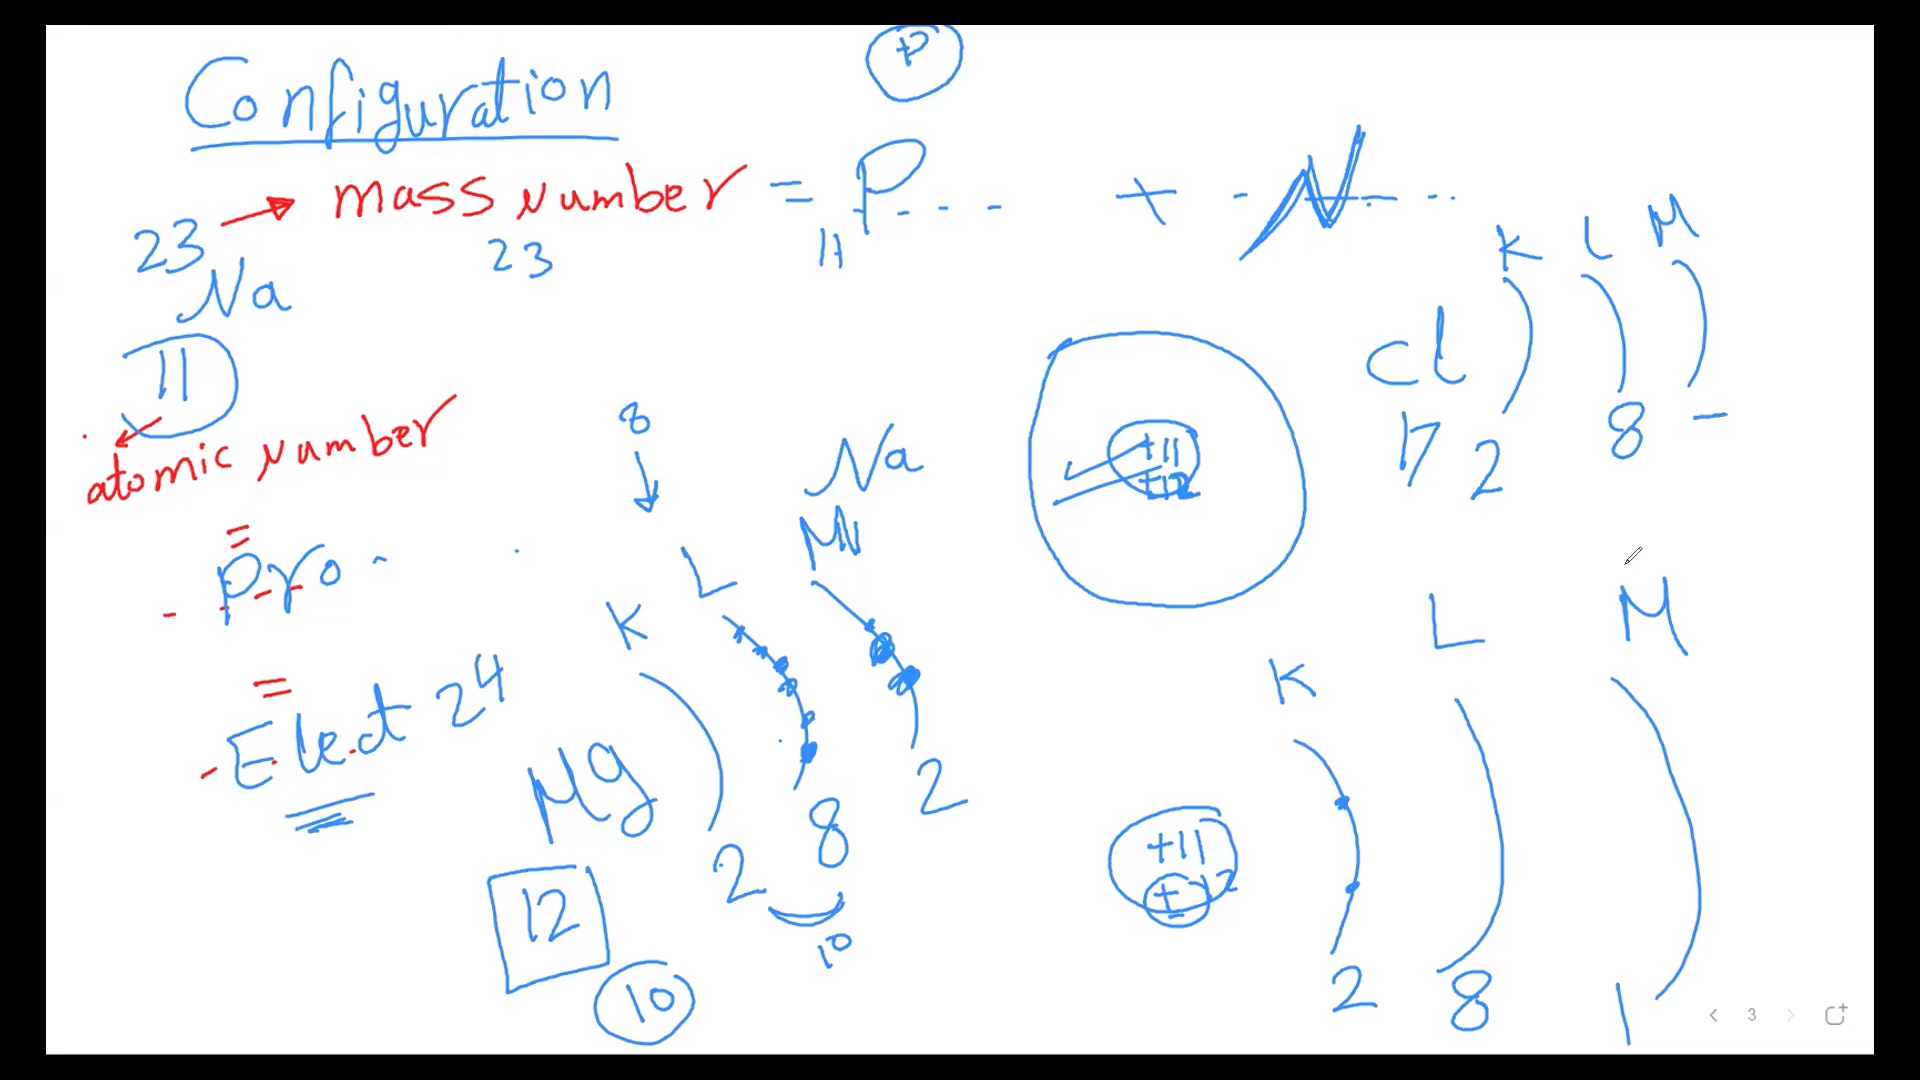 Configuration
P
23 → mass number = P + N
23
11
Na
11
atomic number
= Pro
= Elect 24
8
Na
K L M
Mg
12
2 8 2
10
10
+11
+12
K L M
Cl
17 2 8 –
K L M
+11
± 12
2 8 1
3